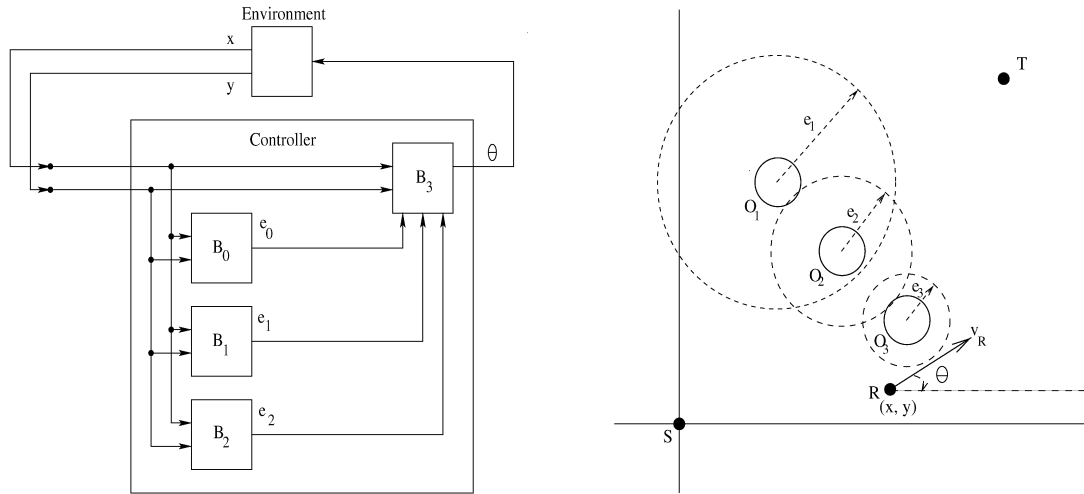 Environment
x
y
Controller
θ
B3
e0
B0
e1
B1
e2
B2
T
e1
O1
e2
O2
e3
O3
vR
θ
R
(x, y)
S